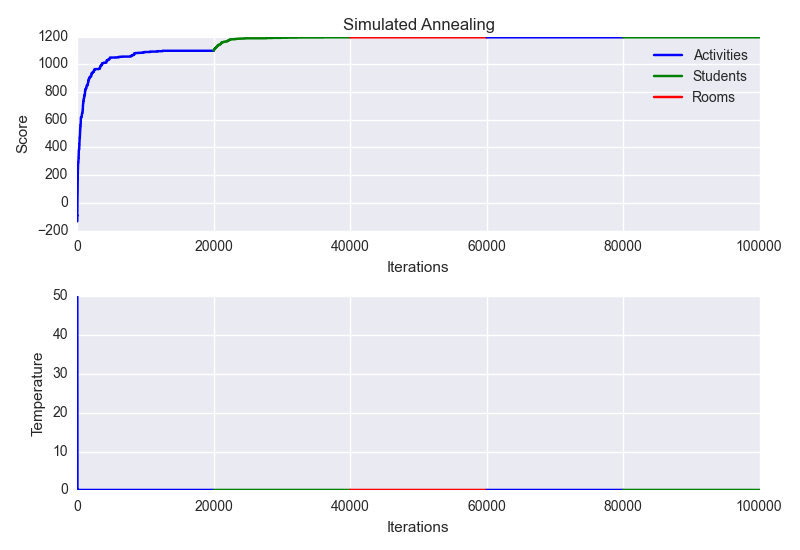 Simulated Annealing
Score
1200
1000
800
600
400
200
0
−200
Activities
Students
Rooms
0 20000 40000 60000 80000 100000
Iterations
Temperature
50
40
30
20
10
0
0 20000 40000 60000 80000 100000
Iterations